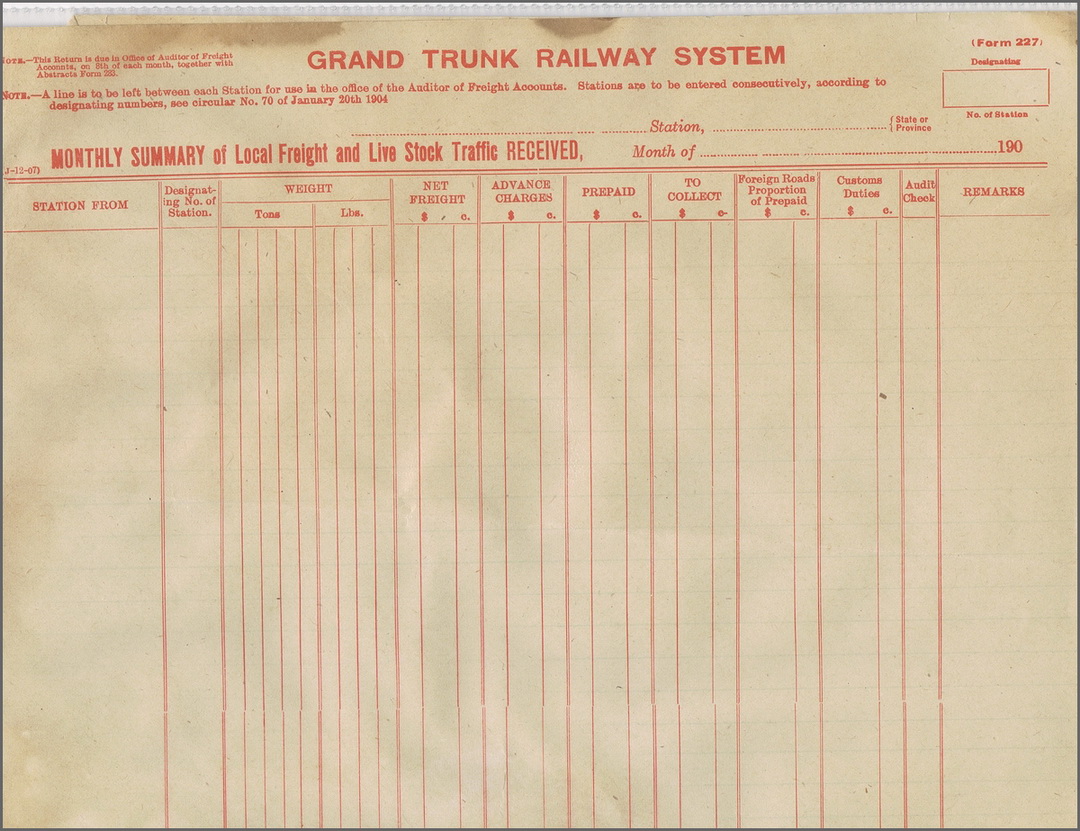 GRAND TRUNK RAILWAY SYSTEM
(Form 227)
NOTE.—This Return is due in Office of Auditor of Freight
Accounts, on 8th of each month, together with
Abstracts Form 233.
Designating
NOTE.—A line is to be left between each Station for use in the office of the Auditor of Freight Accounts. Stations are to be entered consecutively, according to
designating numbers, see circular No. 70 of January 20th 1904
No. of Station
Station, { State or
Province
J-12-07)
MONTHLY SUMMARY of Local Freight and Live Stock Traffic RECEIVED, Month of 190
STATION FROM
Designat-
ing No. of
Station.
WEIGHT
Tons
Lbs.
NET
FREIGHT
$ c.
ADVANCE
CHARGES
$ c.
PREPAID
$ c.
TO
COLLECT
$ c.
Foreign Roads
Proportion
of Prepaid
$ c.
Customs
Duties
$ c.
Audit
Check
REMARKS